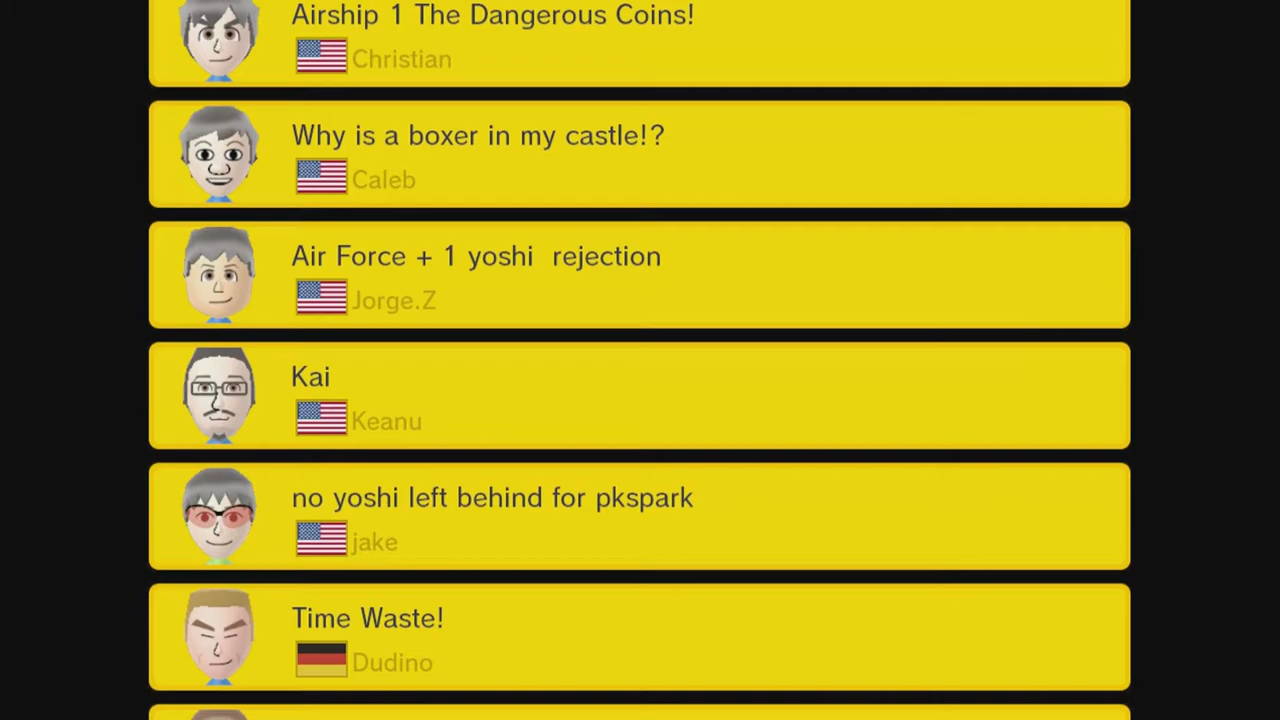 Airship 1 The Dangerous Coins!
Christian
Why is a boxer in my castle!?
Caleb
Air Force + 1 yoshi  rejection
Jorge.Z
Kai
Keanu
no yoshi left behind for pkspark
jake
Time Waste!
Dudino